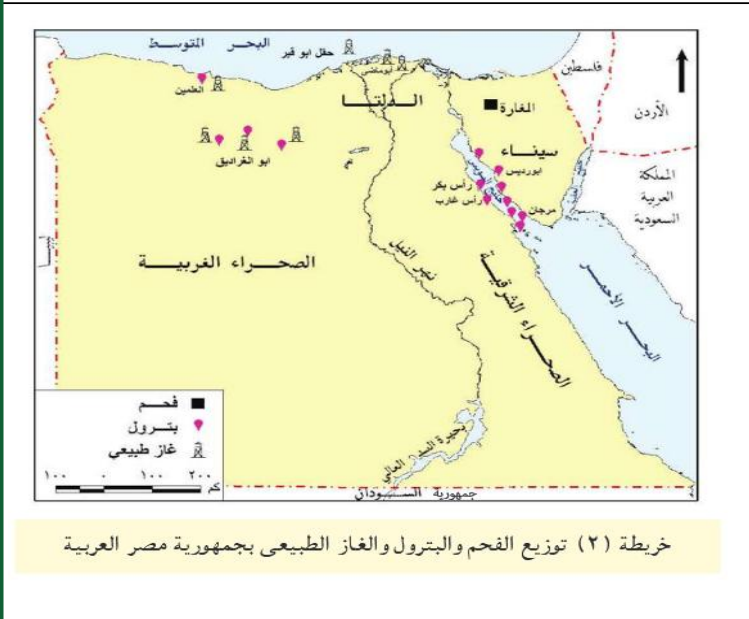 البحر المتوسط
حقل ابو قير
ابوماضى
العلمين
الدلتا
المغارة
فلسطين
الأردن
سيناء
ابو الغراديق
ابورديس
رأس بكر
رأس غارب
مرجان
المملكة
العربية
السعودية
ليبيا
الصحراء الغربية
نهر النيل
الصحراء الشرقية
البحر الأحمر
بحيرة السد العالي
فحم
بترول
غاز طبيعي
١٠٠ ٠ ١٠٠ ٢٠٠
كم
جمهورية السودان
خريطة (٢) توزيع الفحم والبترول والغاز الطبيعى بجمهورية مصر العربية